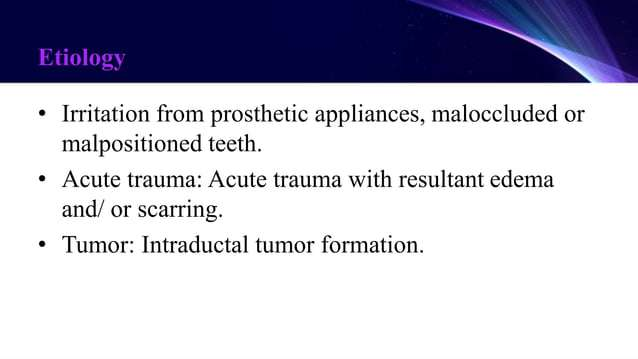 Etiology
• Irritation from prosthetic appliances, maloccluded or
malpositioned teeth.
• Acute trauma: Acute trauma with resultant edema
and/ or scarring.
• Tumor: Intraductal tumor formation.